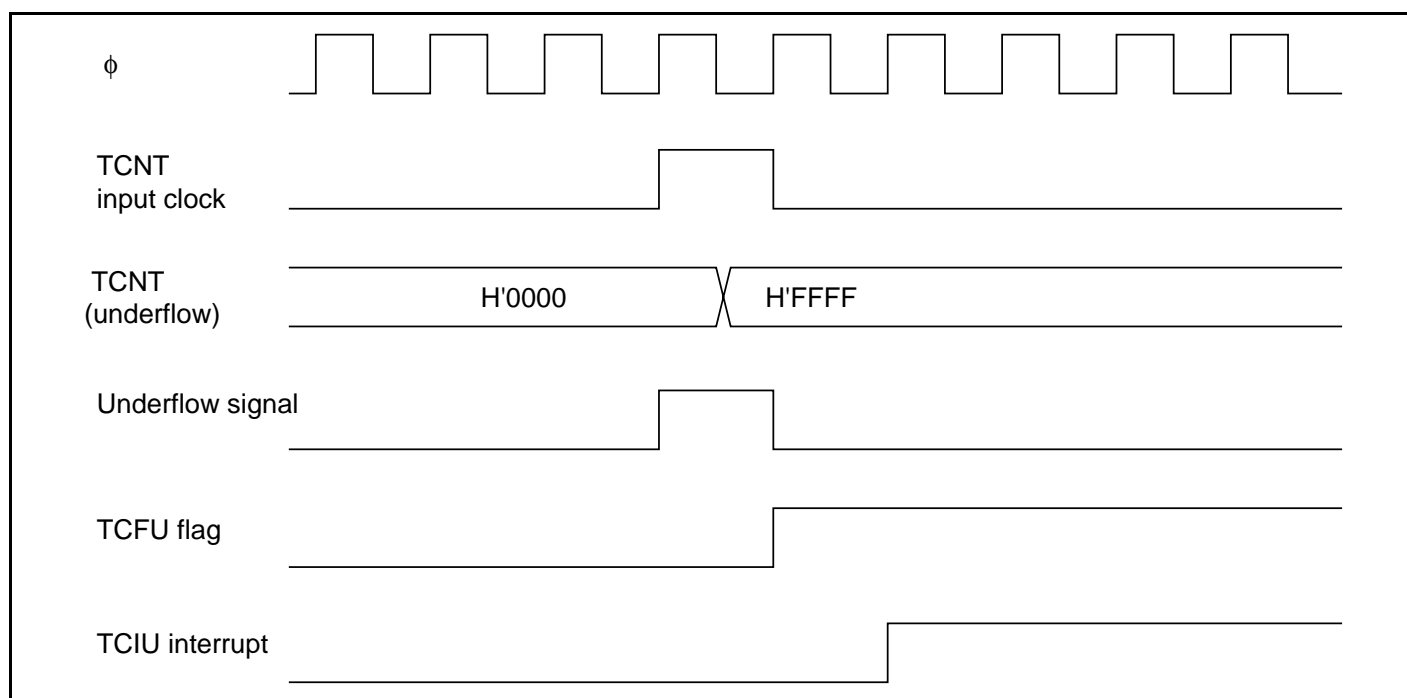 ϕ
TCNT
input clock
TCNT
(underflow)
H'0000
H'FFFF
Underflow signal
TCFU flag
TCIU interrupt